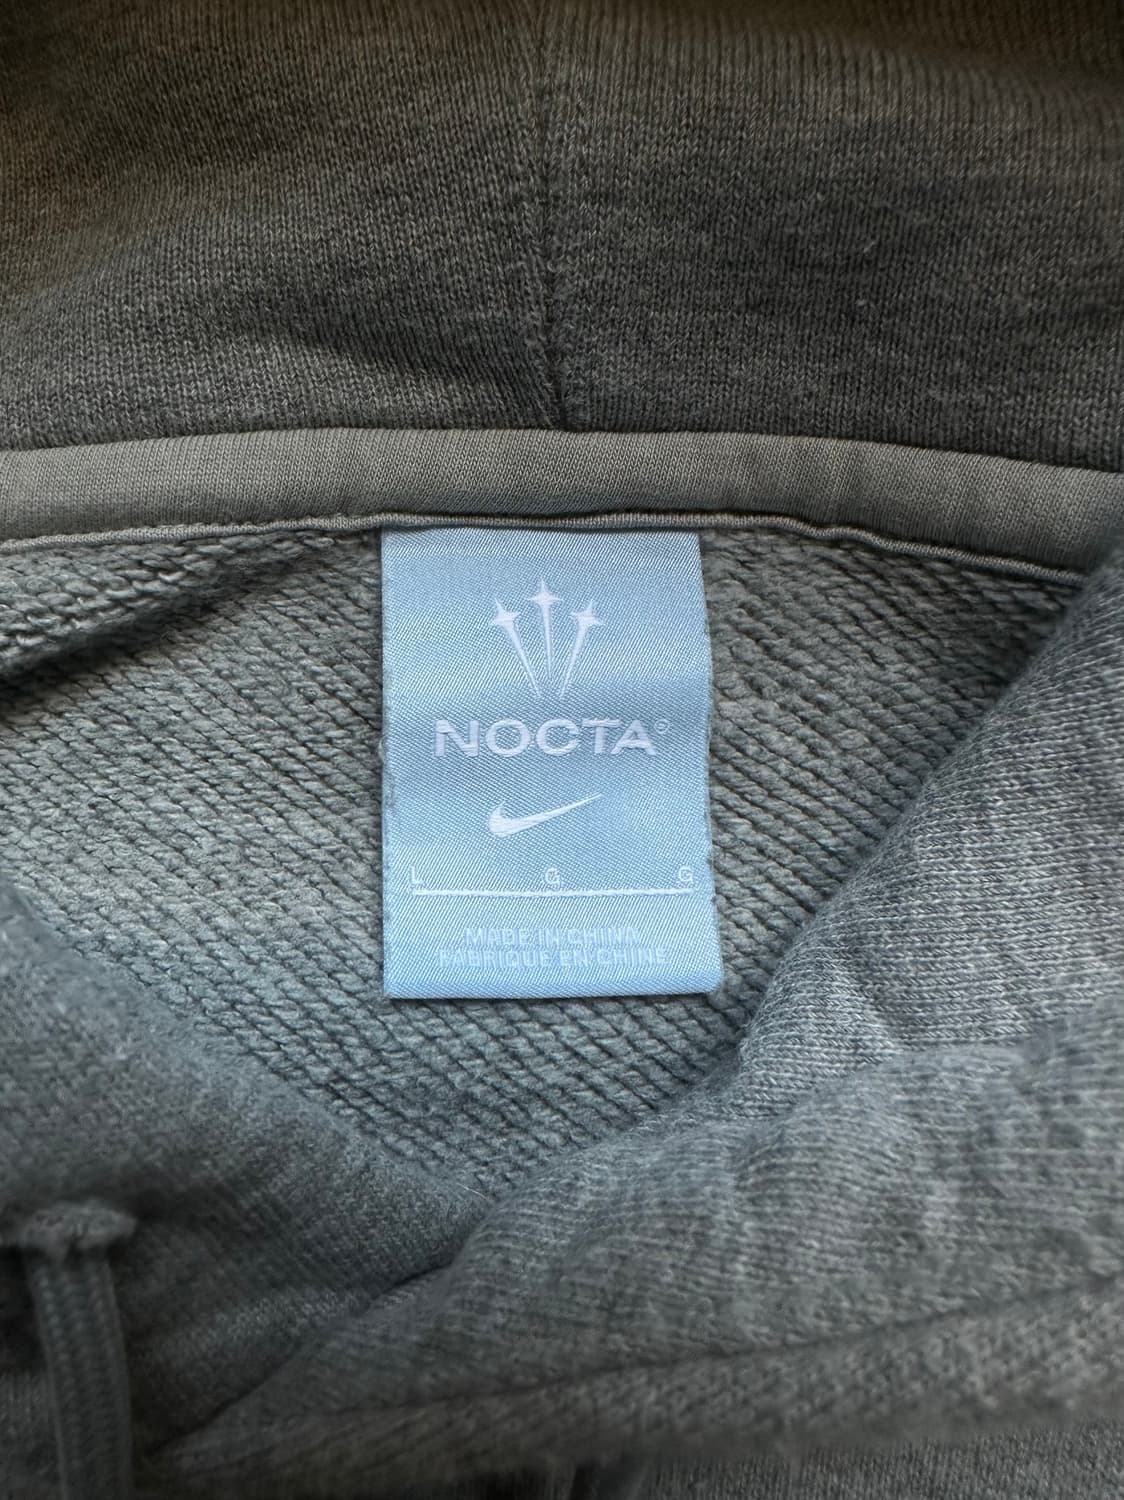 NOCTA®
L G G
MADE IN CHINA
FABRIQUE EN CHINE